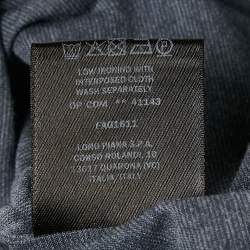 LOW IRONING WITH
INTERPOSED CLOTH
WASH SEPARATELY
OP COM ** 41143
FAG1611
LORO PIANA S.P.A.
CORSO ROLANDI, 10
13017 QUARONA (VC)
ITALIA/ITALY